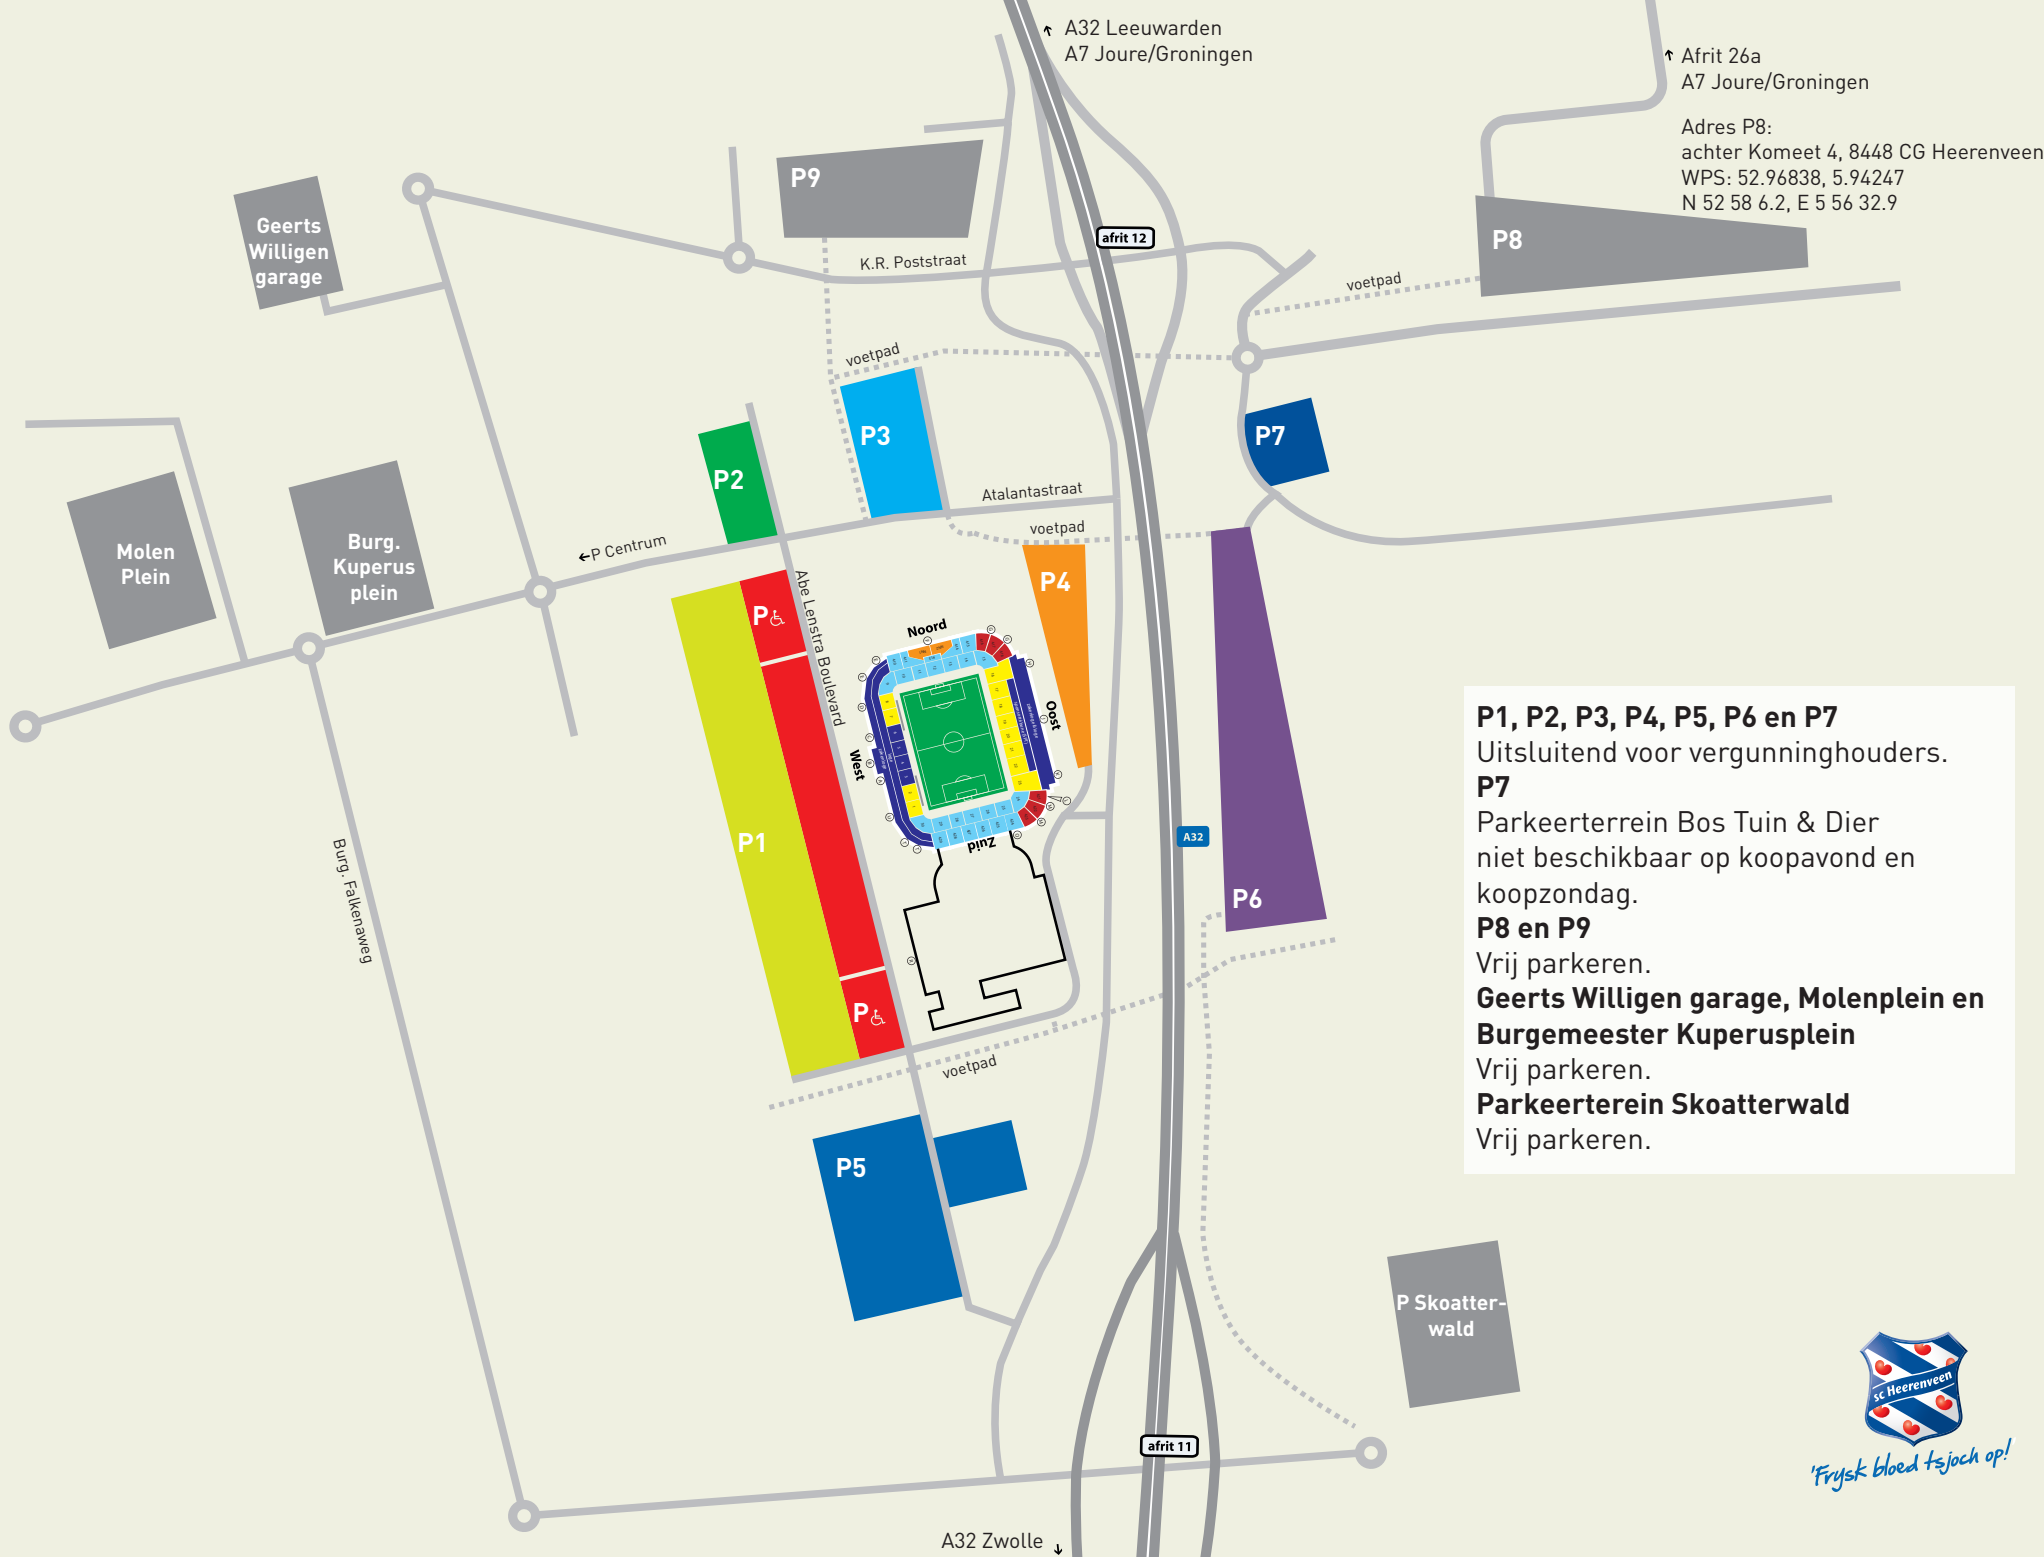 A32 Leeuwarden
A7 Joure/Groningen
Afrit 26a
A7 Joure/Groningen
Adres P8:
achter Komeet 4, 8448 CG Heerenveen
WPS: 52.96838, 5.94247
N 52 58 6.2, E 5 56 32.9
P9
Geerts
Willigen
garage
afrit 12
P8
K.R. Poststraat
voetpad
voetpad
P3
P7
P2
Atalantastraat
voetpad
Molen
Plein
Burg.
Kuperus
plein
←P Centrum
P4
P
Abe Lenstra Boulevard
Noord
Oost
West
Zuid
P1
A32
P6
Burg. Falkenaweg
P
voetpad
P5
P1, P2, P3, P4, P5, P6 en P7
Uitsluitend voor vergunninghouders.
P7
Parkeerterrein Bos Tuin & Dier
niet beschikbaar op koopavond en
koopzondag.
P8 en P9
Vrij parkeren.
Geerts Willigen garage, Molenplein en
Burgemeester Kuperusplein
Vrij parkeren.
Parkeerterein Skoatterwald
Vrij parkeren.
P Skoatter-
wald
sc Heerenveen
'Frysk bloed tsjoch op!
afrit 11
A32 Zwolle